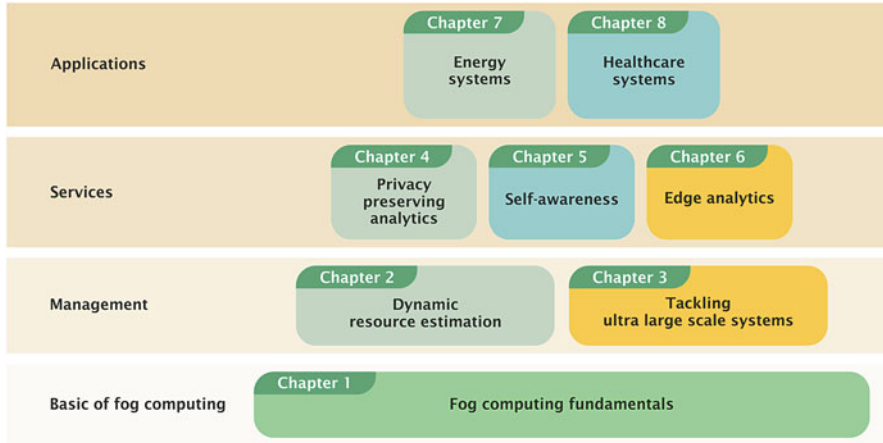 Chapter 7
Chapter 8
Applications
Energy
systems
Healthcare
systems
Chapter 4
Chapter 5
Chapter 6
Services
Privacy
preserving
analytics
Self-awareness
Edge analytics
Chapter 2
Chapter 3
Management
Dynamic
resource estimation
Tackling
ultra large scale systems
Chapter 1
Basic of fog computing
Fog computing fundamentals